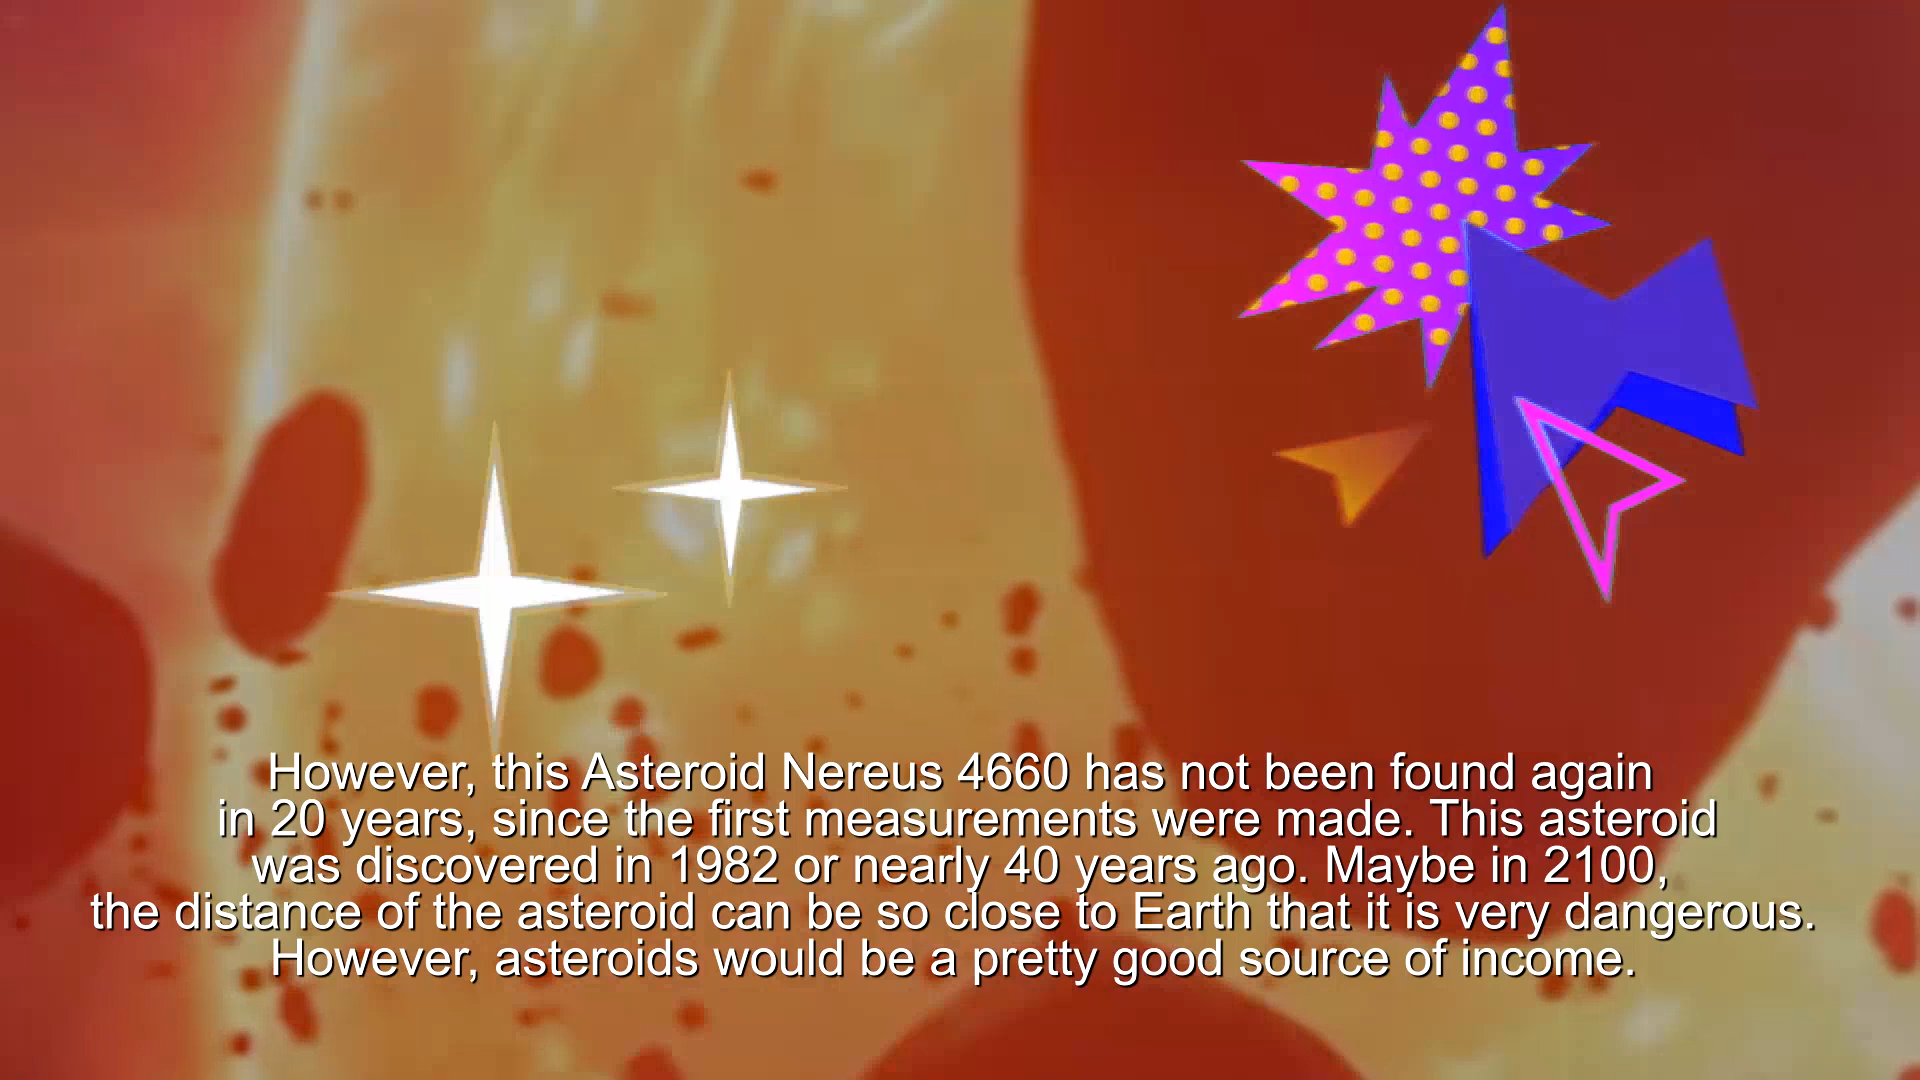 However, this Asteroid Nereus 4660 has not been found again
in 20 years, since the first measurements were made. This asteroid
was discovered in 1982 or nearly 40 years ago. Maybe in 2100,
the distance of the asteroid can be so close to Earth that it is very dangerous.
However, asteroids would be a pretty good source of income.